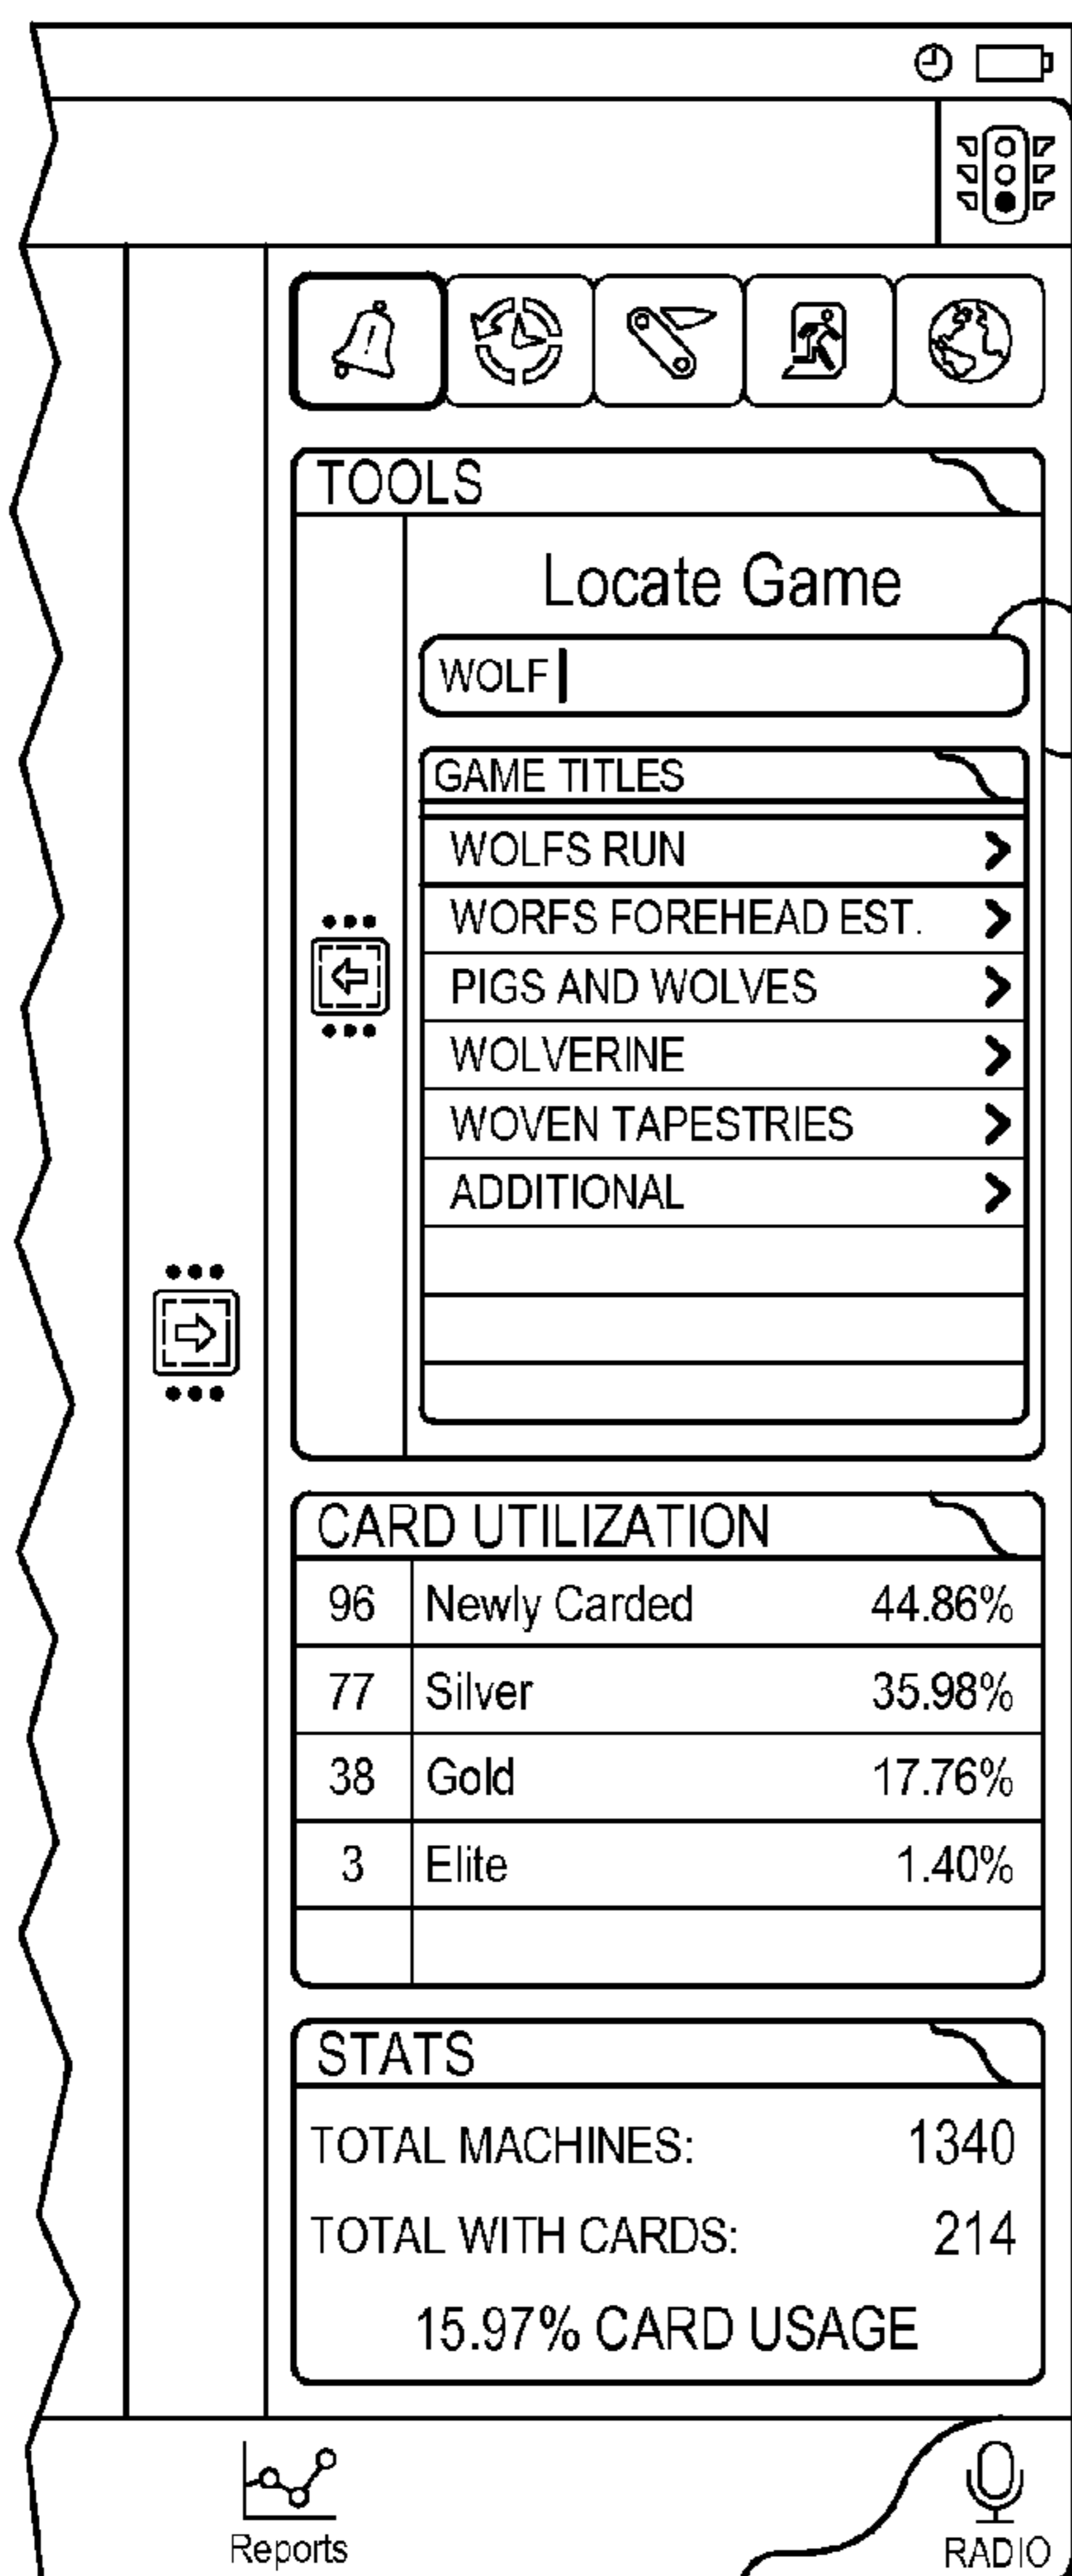 TOOLS
Locate Game
WOLF
GAME TITLES
WOLFS RUN
WORFS FOREHEAD EST.
PIGS AND WOLVES
WOLVERINE
WOVEN TAPESTRIES
ADDITIONAL
CARD UTILIZATION
96 Newly Carded 44.86%
77 Silver 35.98%
38 Gold 17.76%
3 Elite 1.40%
STATS
TOTAL MACHINES: 1340
TOTAL WITH CARDS: 214
15.97% CARD USAGE
Reports
RADIO